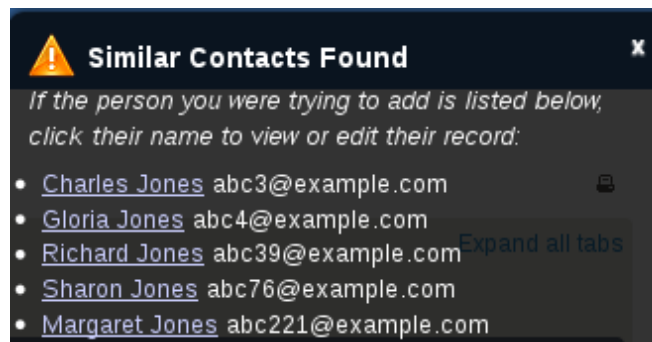 Similar Contacts Found
x
If the person you were trying to add is listed below,
click their name to view or edit their record:
Charles Jones abc3@example.com
Gloria Jones abc4@example.com
Richard Jones abc39@example.com
Expand all tabs
Sharon Jones abc76@example.com
Margaret Jones abc221@example.com